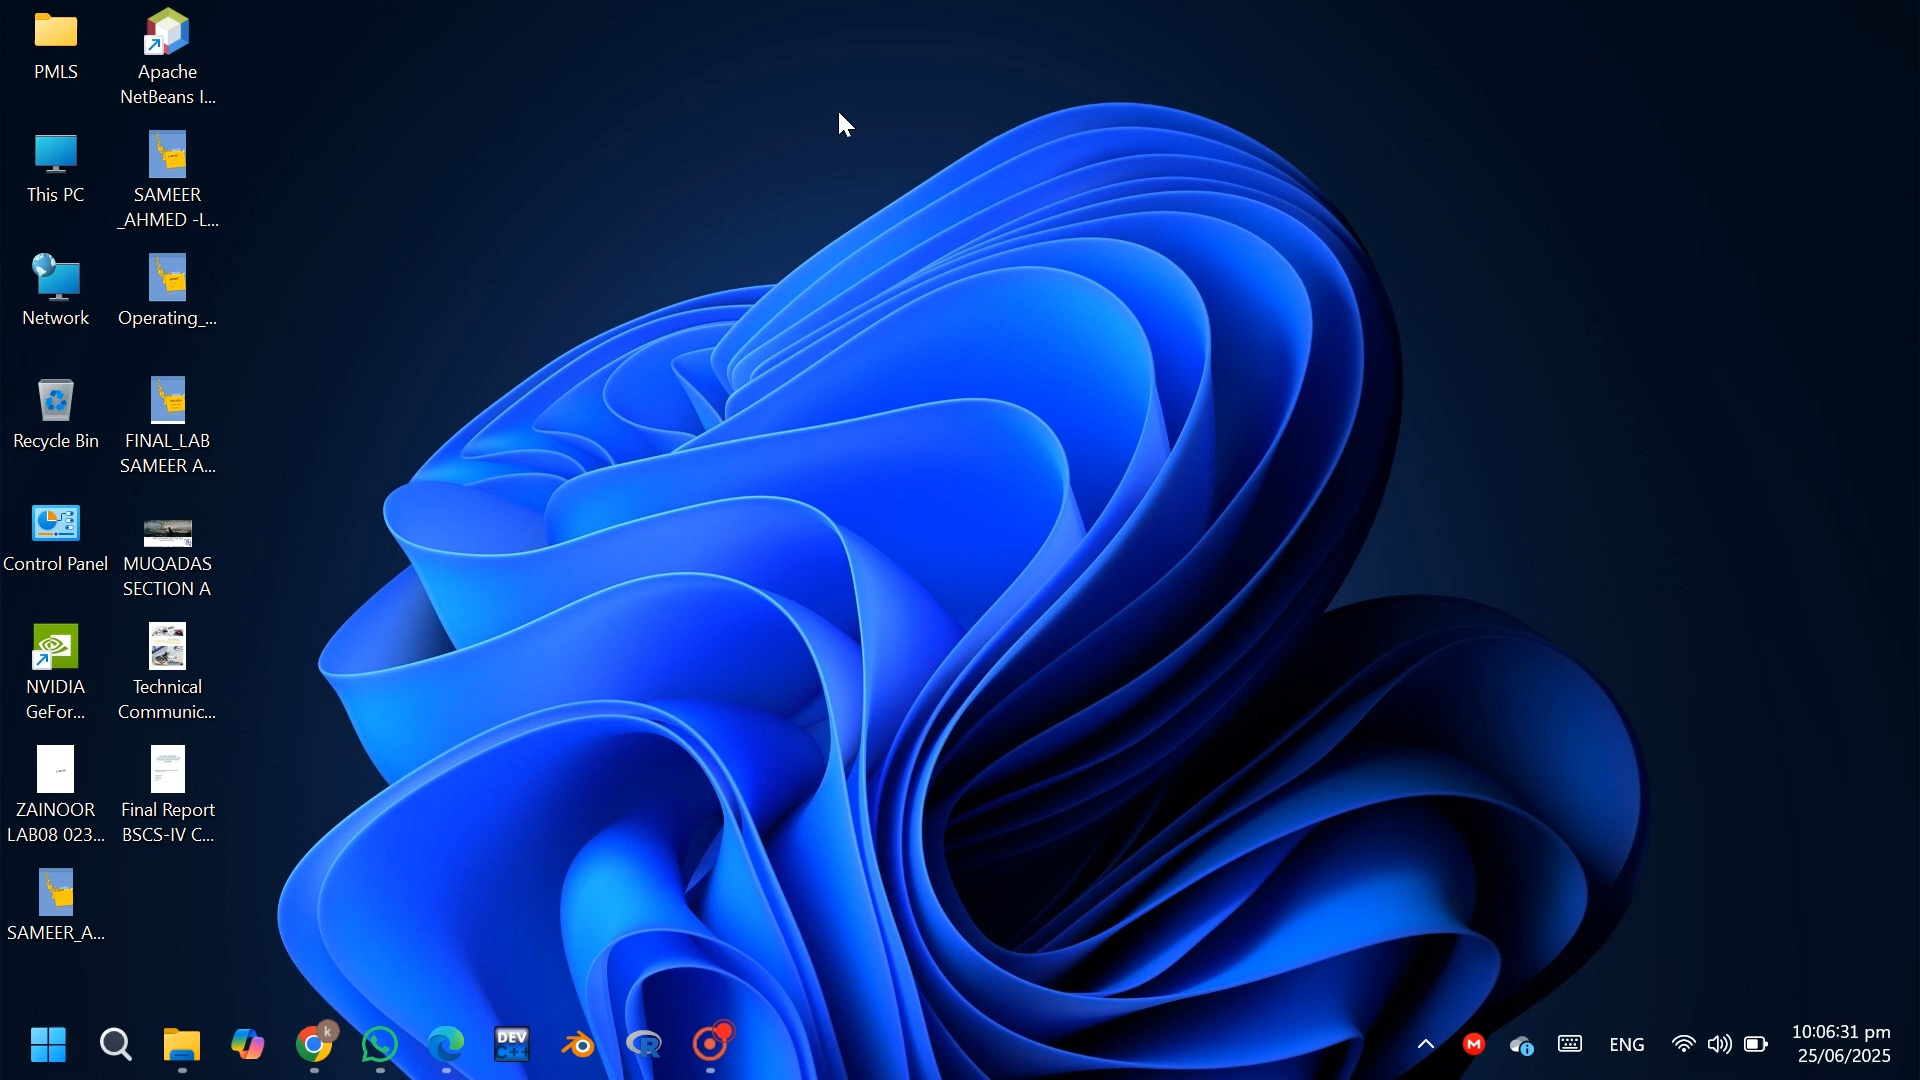 PMLS
Apache
NetBeans I...
This PC
SAMEER
_AHMED -L...
Network
Operating_...
Recycle Bin
FINAL_LAB
SAMEER A...
Control Panel
MUQADAS
SECTION A
NVIDIA
GeFor...
Technical
Communic...
ZAINOOR
LAB08 023...
Final Report
BSCS-IV C...
SAMEER_A...
k
DEV
C++
R
M
ENG
10:06:31 pm
25/06/2025